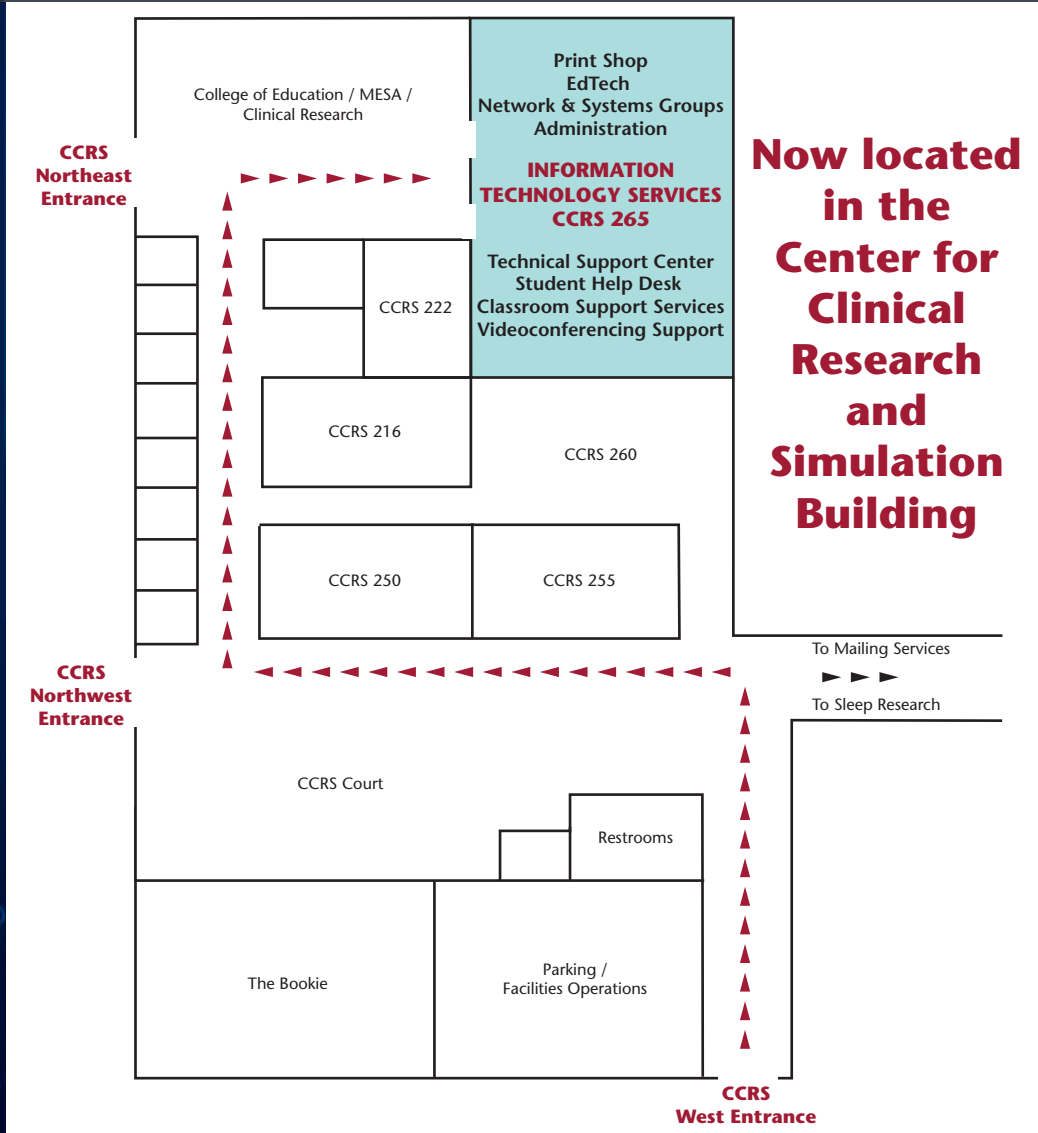 College of Education / MESA /
Clinical Research
Print Shop
EdTech
Network & Systems Groups
Administration
INFORMATION
TECHNOLOGY SERVICES
CCRS 265
Technical Support Center
Student Help Desk
Classroom Support Services
Videoconferencing Support
Now located
in the
Center for
Clinical
Research
and
Simulation
Building
CCRS
Northeast
Entrance
CCRS 222
CCRS 216
CCRS 260
CCRS 250
CCRS 255
CCRS
Northwest
Entrance
To Mailing Services
To Sleep Research
CCRS Court
Restrooms
The Bookie
Parking /
Facilities Operations
CCRS
West Entrance